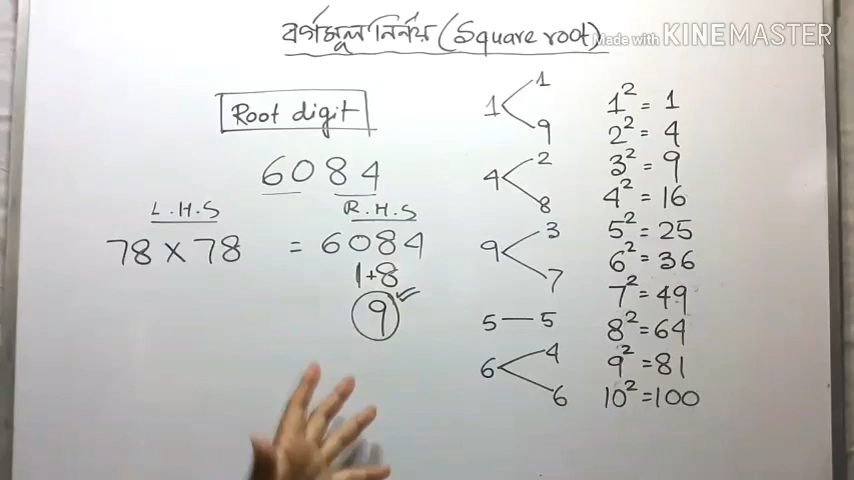 বর্গমূল নির্নয় (Square root)
Made with KINEMASTER
Root digit
6084
L.H.S R.H.S
78 × 78 = 6084
1+8
9
1 1
9
4 2
8
9 3
7
5 — 5
6 4
6
1² = 1
2² = 4
3² = 9
4² = 16
5² = 25
6² = 36
7² = 49
8² = 64
9² = 81
10² = 100